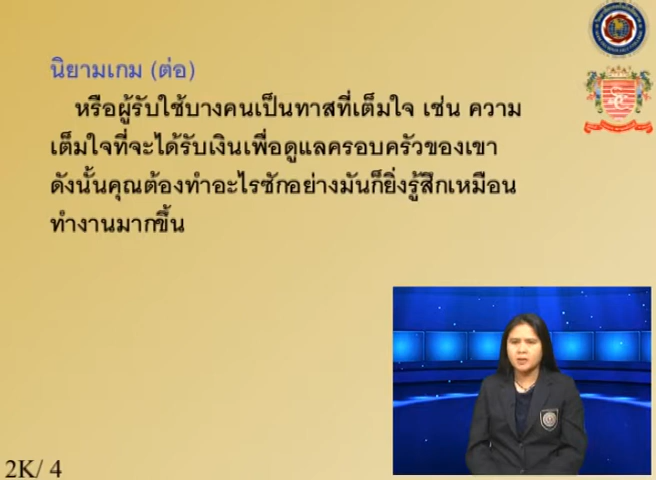 นิยามเกม (ต่อ)
หรือผู้รับใช้บางคนเป็นทาสที่เต็มใจ เช่น ความ
เต็มใจที่จะได้รับเงินเพื่อดูแลครอบครัวของเขา
ดังนั้นคุณต้องทำอะไรซักอย่างมันก็ยิ่งรู้สึกเหมือน
ทำงานมากขึ้น
2K/ 4